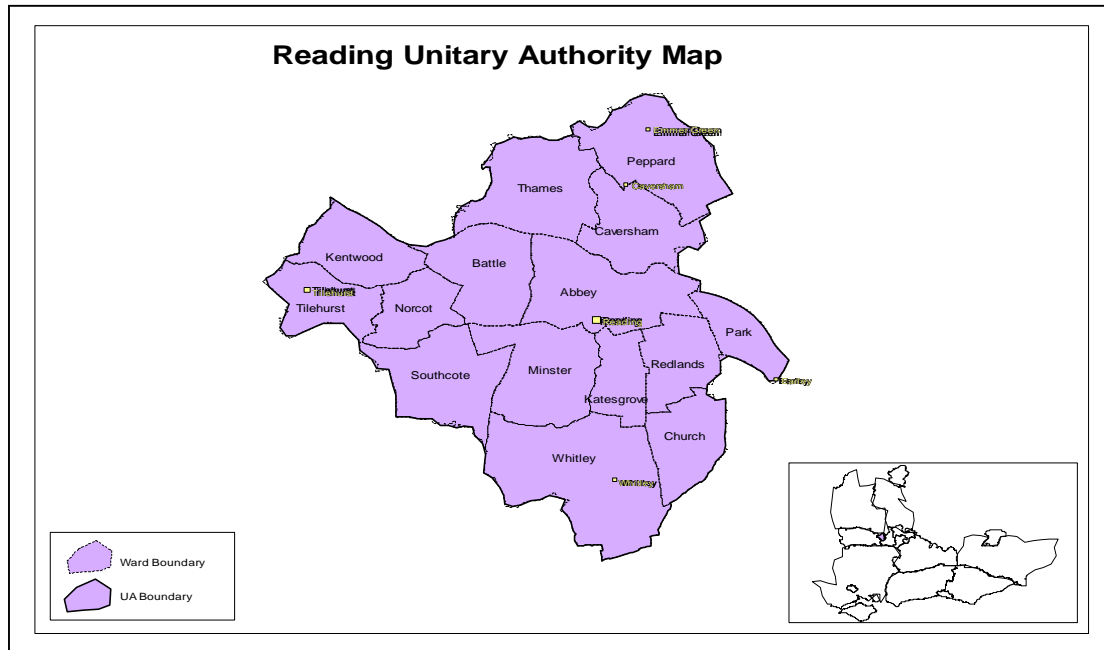 Reading Unitary Authority Map
Emmer Green
Peppard
Thames
Caversham
Caversham
Kentwood
Battle
Abbey
Tilehurst
Tilehurst
Norcot
Reading
Park
Southcote
Minster
Redlands
Earley
Katesgrove
Church
Whitley
Whitley
Ward Boundary
UA Boundary